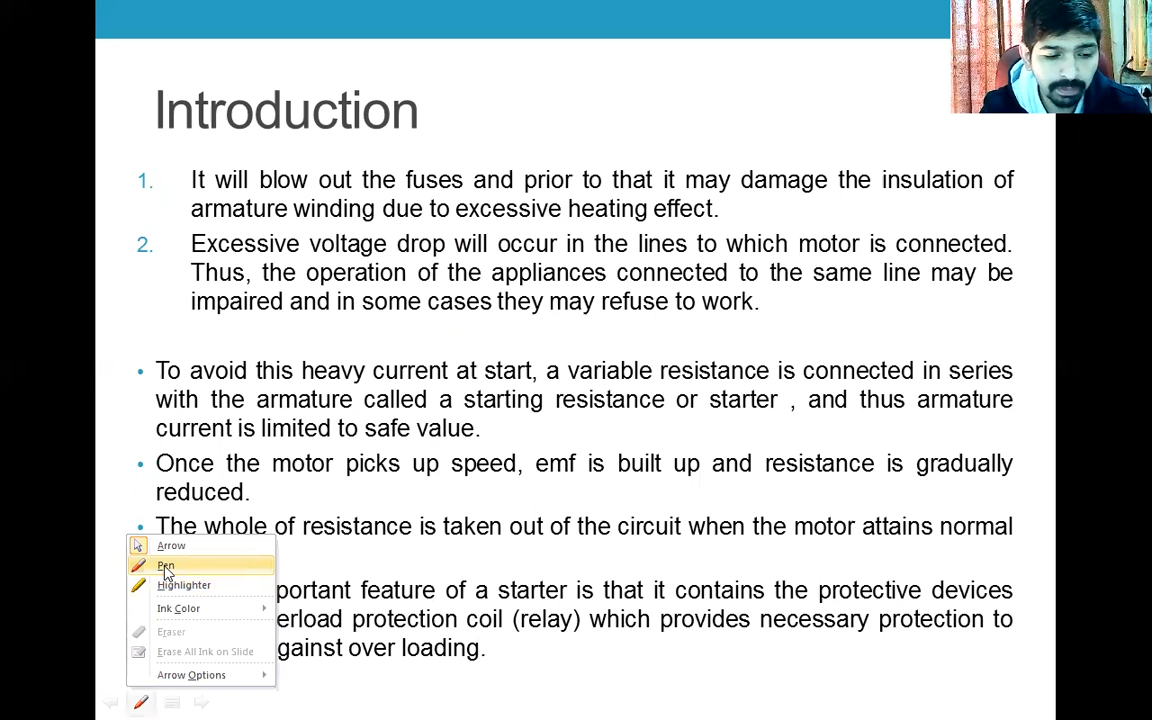 Introduction
1. It will blow out the fuses and prior to that it may damage the insulation of
armature winding due to excessive heating effect.
2. Excessive voltage drop will occur in the lines to which motor is connected.
Thus, the operation of the appliances connected to the same line may be
impaired and in some cases they may refuse to work.
• To avoid this heavy current at start, a variable resistance is connected in series
with the armature called a starting resistance or starter , and thus armature
current is limited to safe value.
• Once the motor picks up speed, emf is built up and resistance is gradually
reduced.
• The whole of resistance is taken out of the circuit when the motor attains normal
Arrow
Pen
Highlighter
Ink Color
Eraser
Erase All Ink on Slide
Arrow Options
feature of a starter is that it contains the protective devices
protection coil (relay) which provides necessary protection to
over loading.